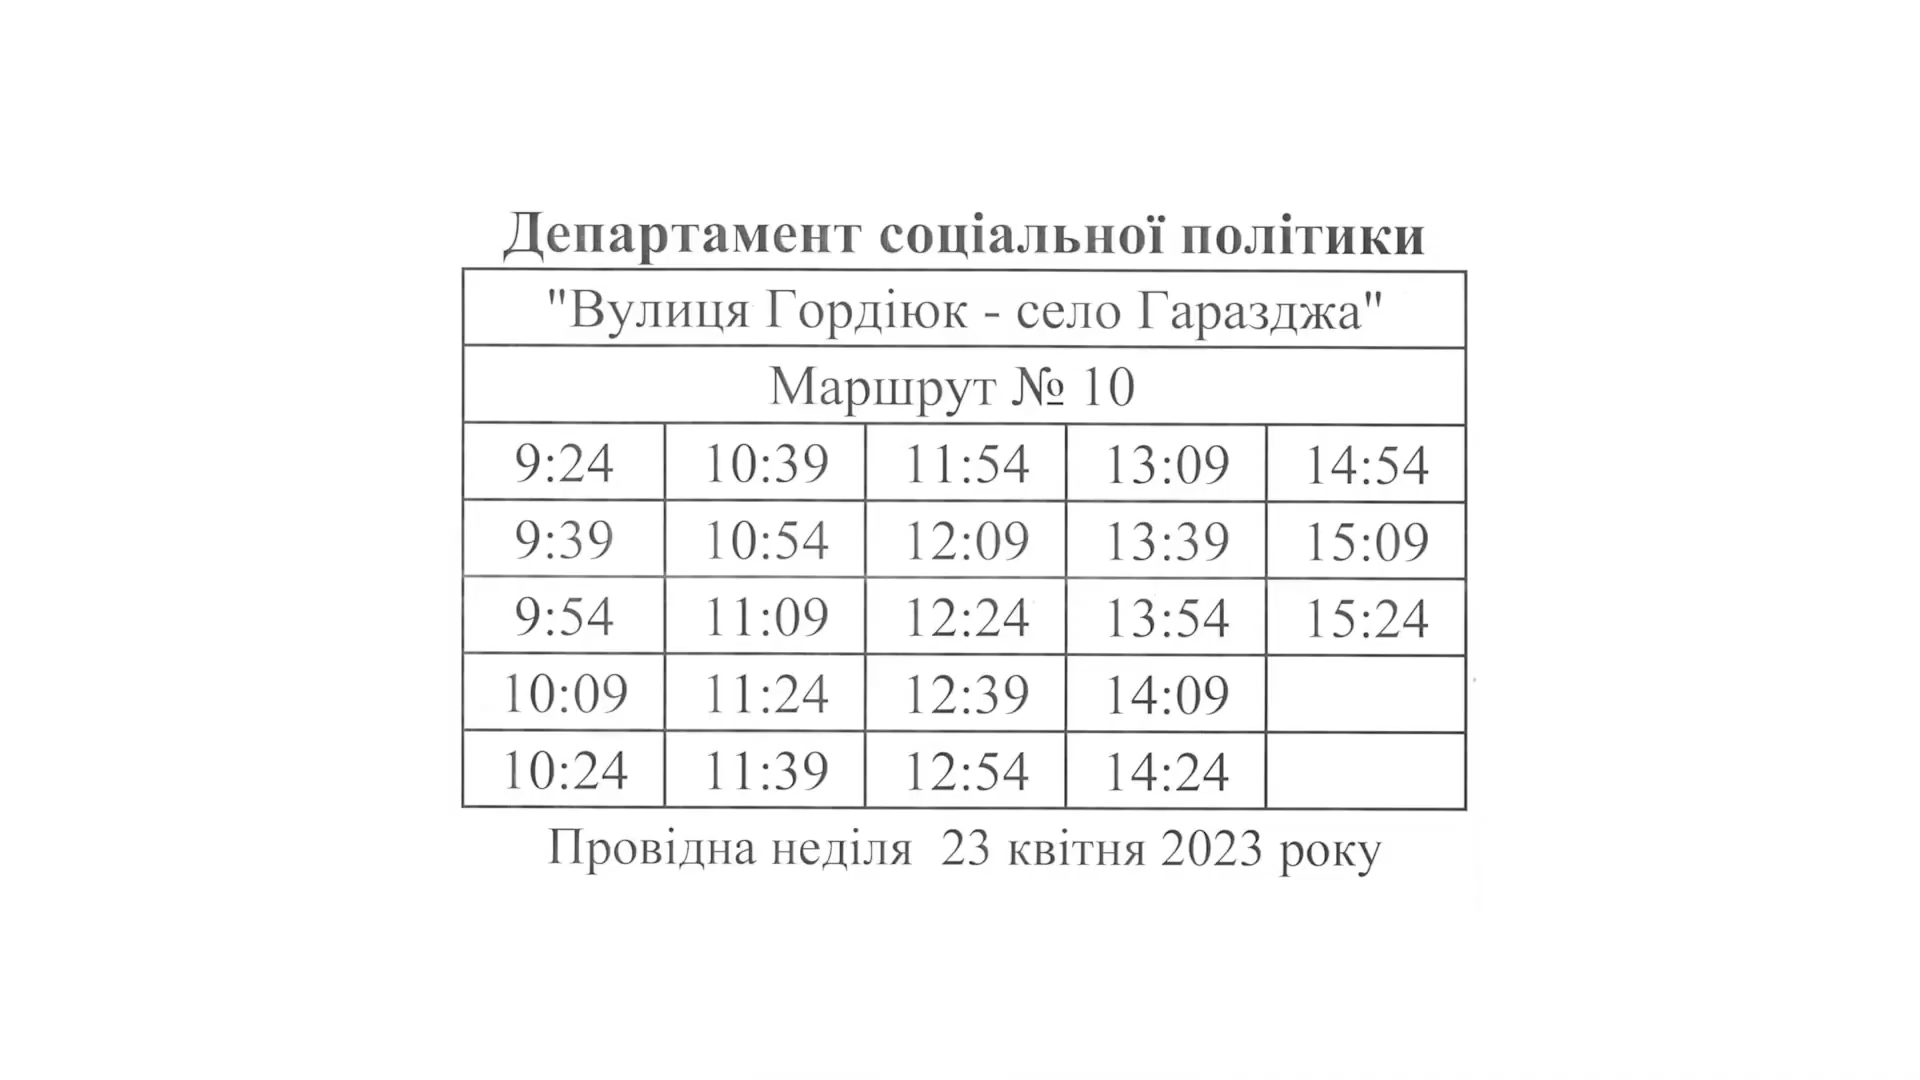 Департамент соціальної політики
"Вулиця Гордіюк - село Гаразджа"
Маршрут № 10
9:24 10:39 11:54 13:09 14:54
9:39 10:54 12:09 13:39 15:09
9:54 11:09 12:24 13:54 15:24
10:09 11:24 12:39 14:09
10:24 11:39 12:54 14:24
Провідна неділя 23 квітня 2023 року